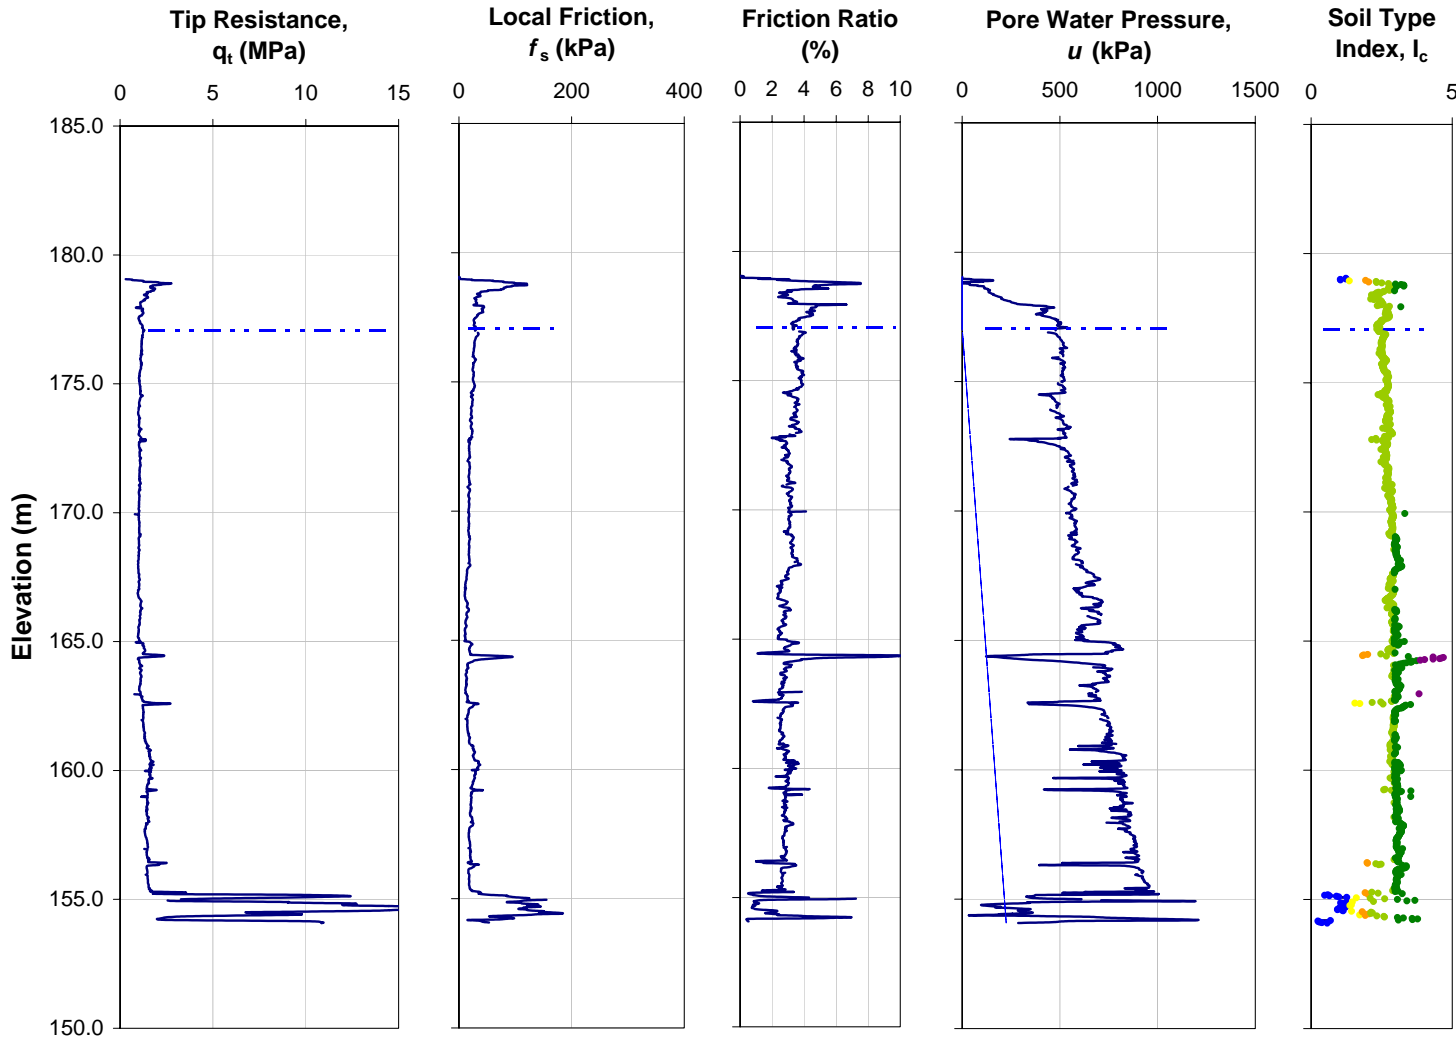 Tip Resistance,
qt (MPa)
Local Friction,
fs (kPa)
Friction Ratio
(%)
Pore Water Pressure,
u (kPa)
Soil Type
Index, Ic
0 5 10 15
0 200 400
0 2 4 6 8 10
0 500 1000 1500
0 5
185.0
180.0
175.0
170.0
165.0
160.0
155.0
150.0
Elevation (m)